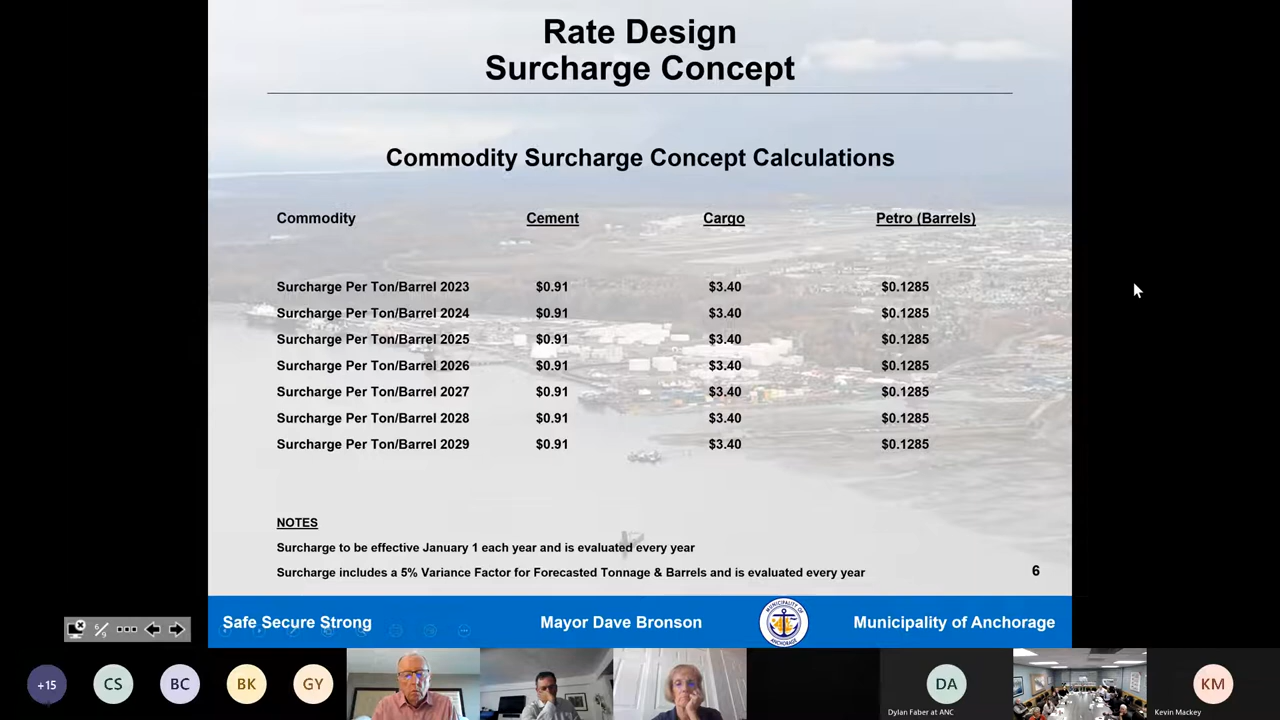 Rate Design
Surcharge Concept
Commodity Surcharge Concept Calculations
Commodity Cement Cargo Petro (Barrels)
Surcharge Per Ton/Barrel 2023 $0.91 $3.40 $0.1285
Surcharge Per Ton/Barrel 2024 $0.91 $3.40 $0.1285
Surcharge Per Ton/Barrel 2025 $0.91 $3.40 $0.1285
Surcharge Per Ton/Barrel 2026 $0.91 $3.40 $0.1285
Surcharge Per Ton/Barrel 2027 $0.91 $3.40 $0.1285
Surcharge Per Ton/Barrel 2028 $0.91 $3.40 $0.1285
Surcharge Per Ton/Barrel 2029 $0.91 $3.40 $0.1285
NOTES
Surcharge to be effective January 1 each year and is evaluated every year
Surcharge includes a 5% Variance Factor for Forecasted Tonnage & Barrels and is evaluated every year
6
Safe Secure Strong Mayor Dave Bronson MUNICIPALITY OF ANCHORAGE Municipality of Anchorage
6/9
+15 CS BC BK GY DA KM
Dylan Faber at ANC Kevin Mackey